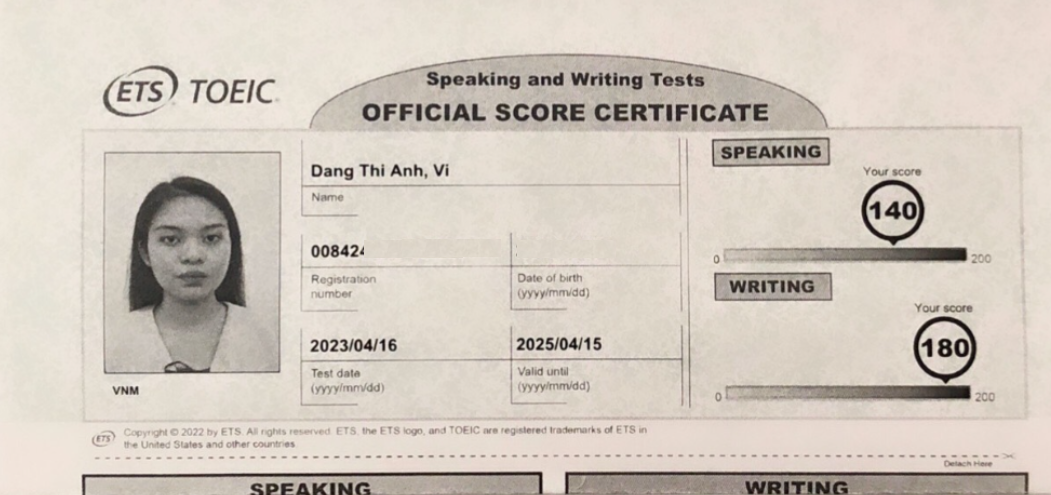 ETS TOEIC
Speaking and Writing Tests
OFFICIAL SCORE CERTIFICATE
Dang Thi Anh, Vi
Name
008424
Registration
number
Date of birth
(yyyy/mm/dd)
2023/04/16
Test date
(yyyy/mm/dd)
2025/04/15
Valid until
(yyyy/mm/dd)
VNM
SPEAKING
Your score
140
0
200
WRITING
Your score
180
0
200
ETS
Copyright © 2022 by ETS. All rights reserved. ETS, the ETS logo, and TOEIC are registered trademarks of ETS in
the United States and other countries.
Detach Here
SPEAKING
WRITING